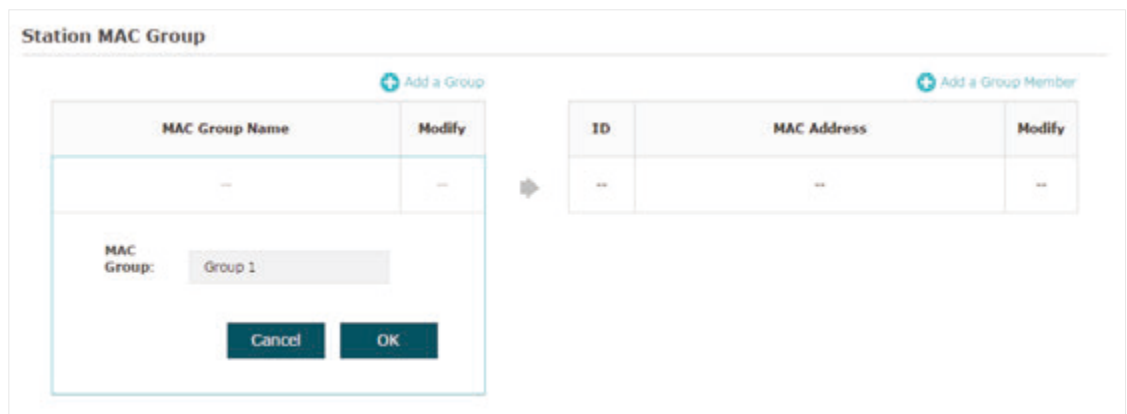 Station MAC Group
Add a Group
MAC Group Name Modify
-- --
MAC
Group: Group 1
Cancel OK
Add a Group Member
ID MAC Address Modify
-- -- --